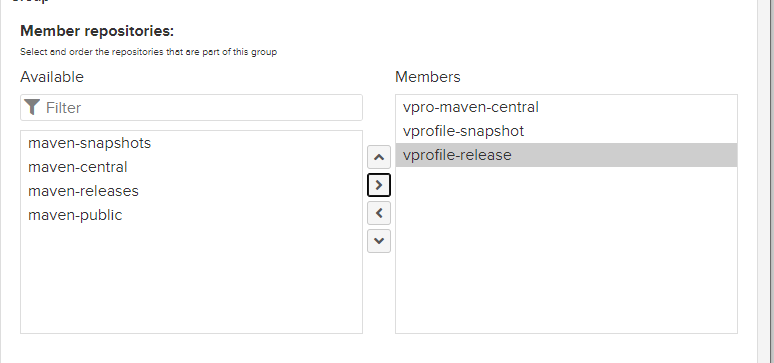 Member repositories:
Select and order the repositories that are part of this group
Available
Members
Filter
maven-snapshots
maven-central
maven-releases
maven-public
vpro-maven-central
vprofile-snapshot
vprofile-release